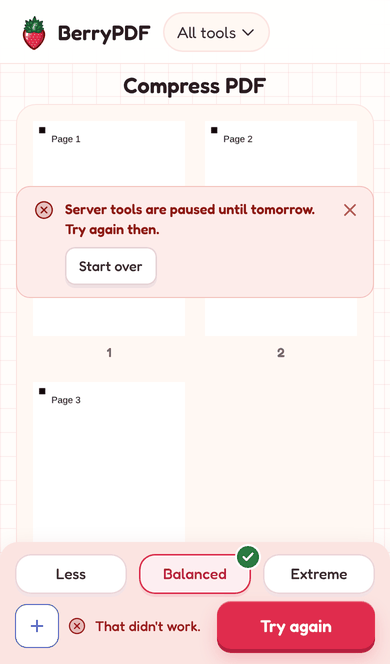 BerryPDF
All tools
Compress PDF
Page 1
Page 2
Server tools are paused until tomorrow.
Try again then.
Start over
1
2
Page 3
Less
Balanced
Extreme
That didn't work.
Try again